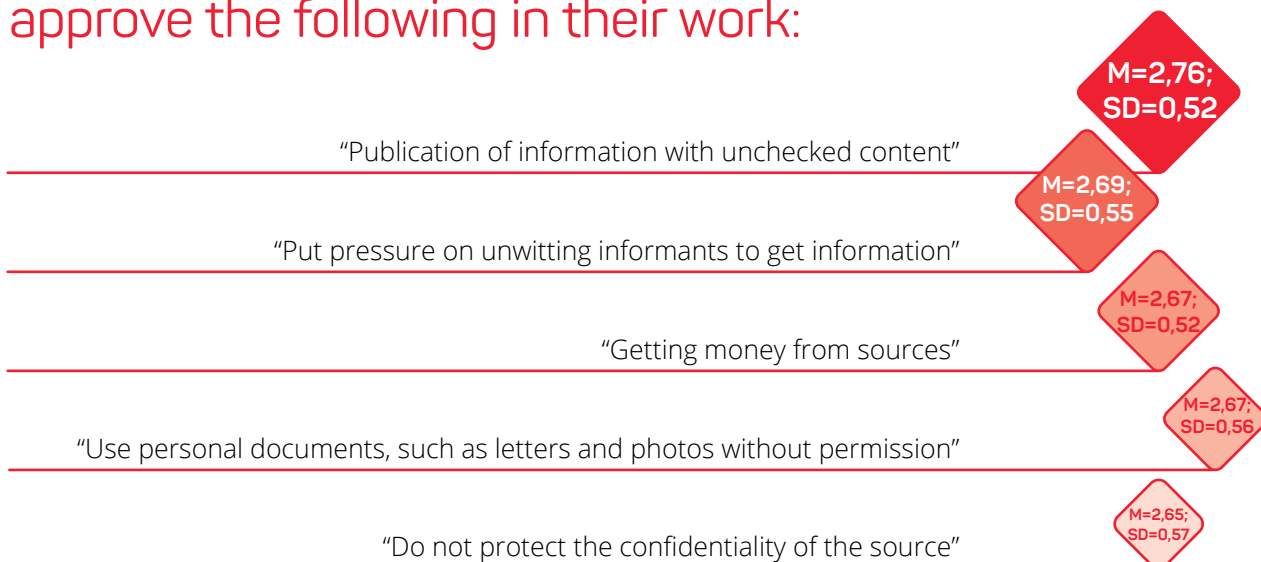 approve the following in their work:
M=2,76;
SD=0,52
“Publication of information with unchecked content”
M=2,69;
SD=0,55
“Put pressure on unwitting informants to get information”
M=2,67;
SD=0,52
“Getting money from sources”
M=2,67;
SD=0,56
“Use personal documents, such as letters and photos without permission”
M=2,65;
SD=0,57
“Do not protect the confidentiality of the source”